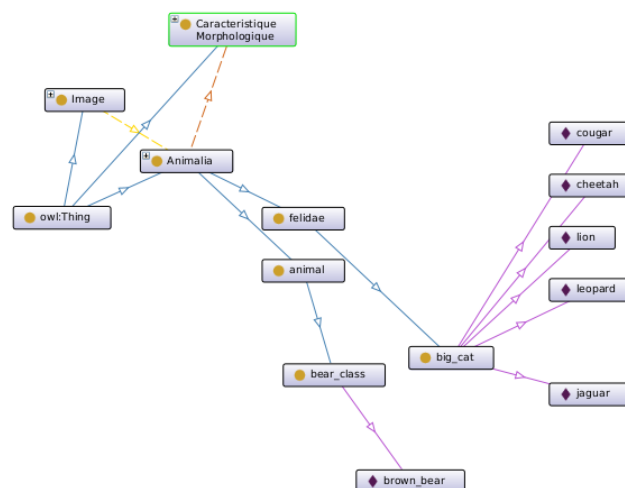 Caracteristique
Morphologique
Image
Animalia
cougar
cheetah
owl:Thing
felidae
lion
animal
leopard
big_cat
bear_class
jaguar
brown_bear